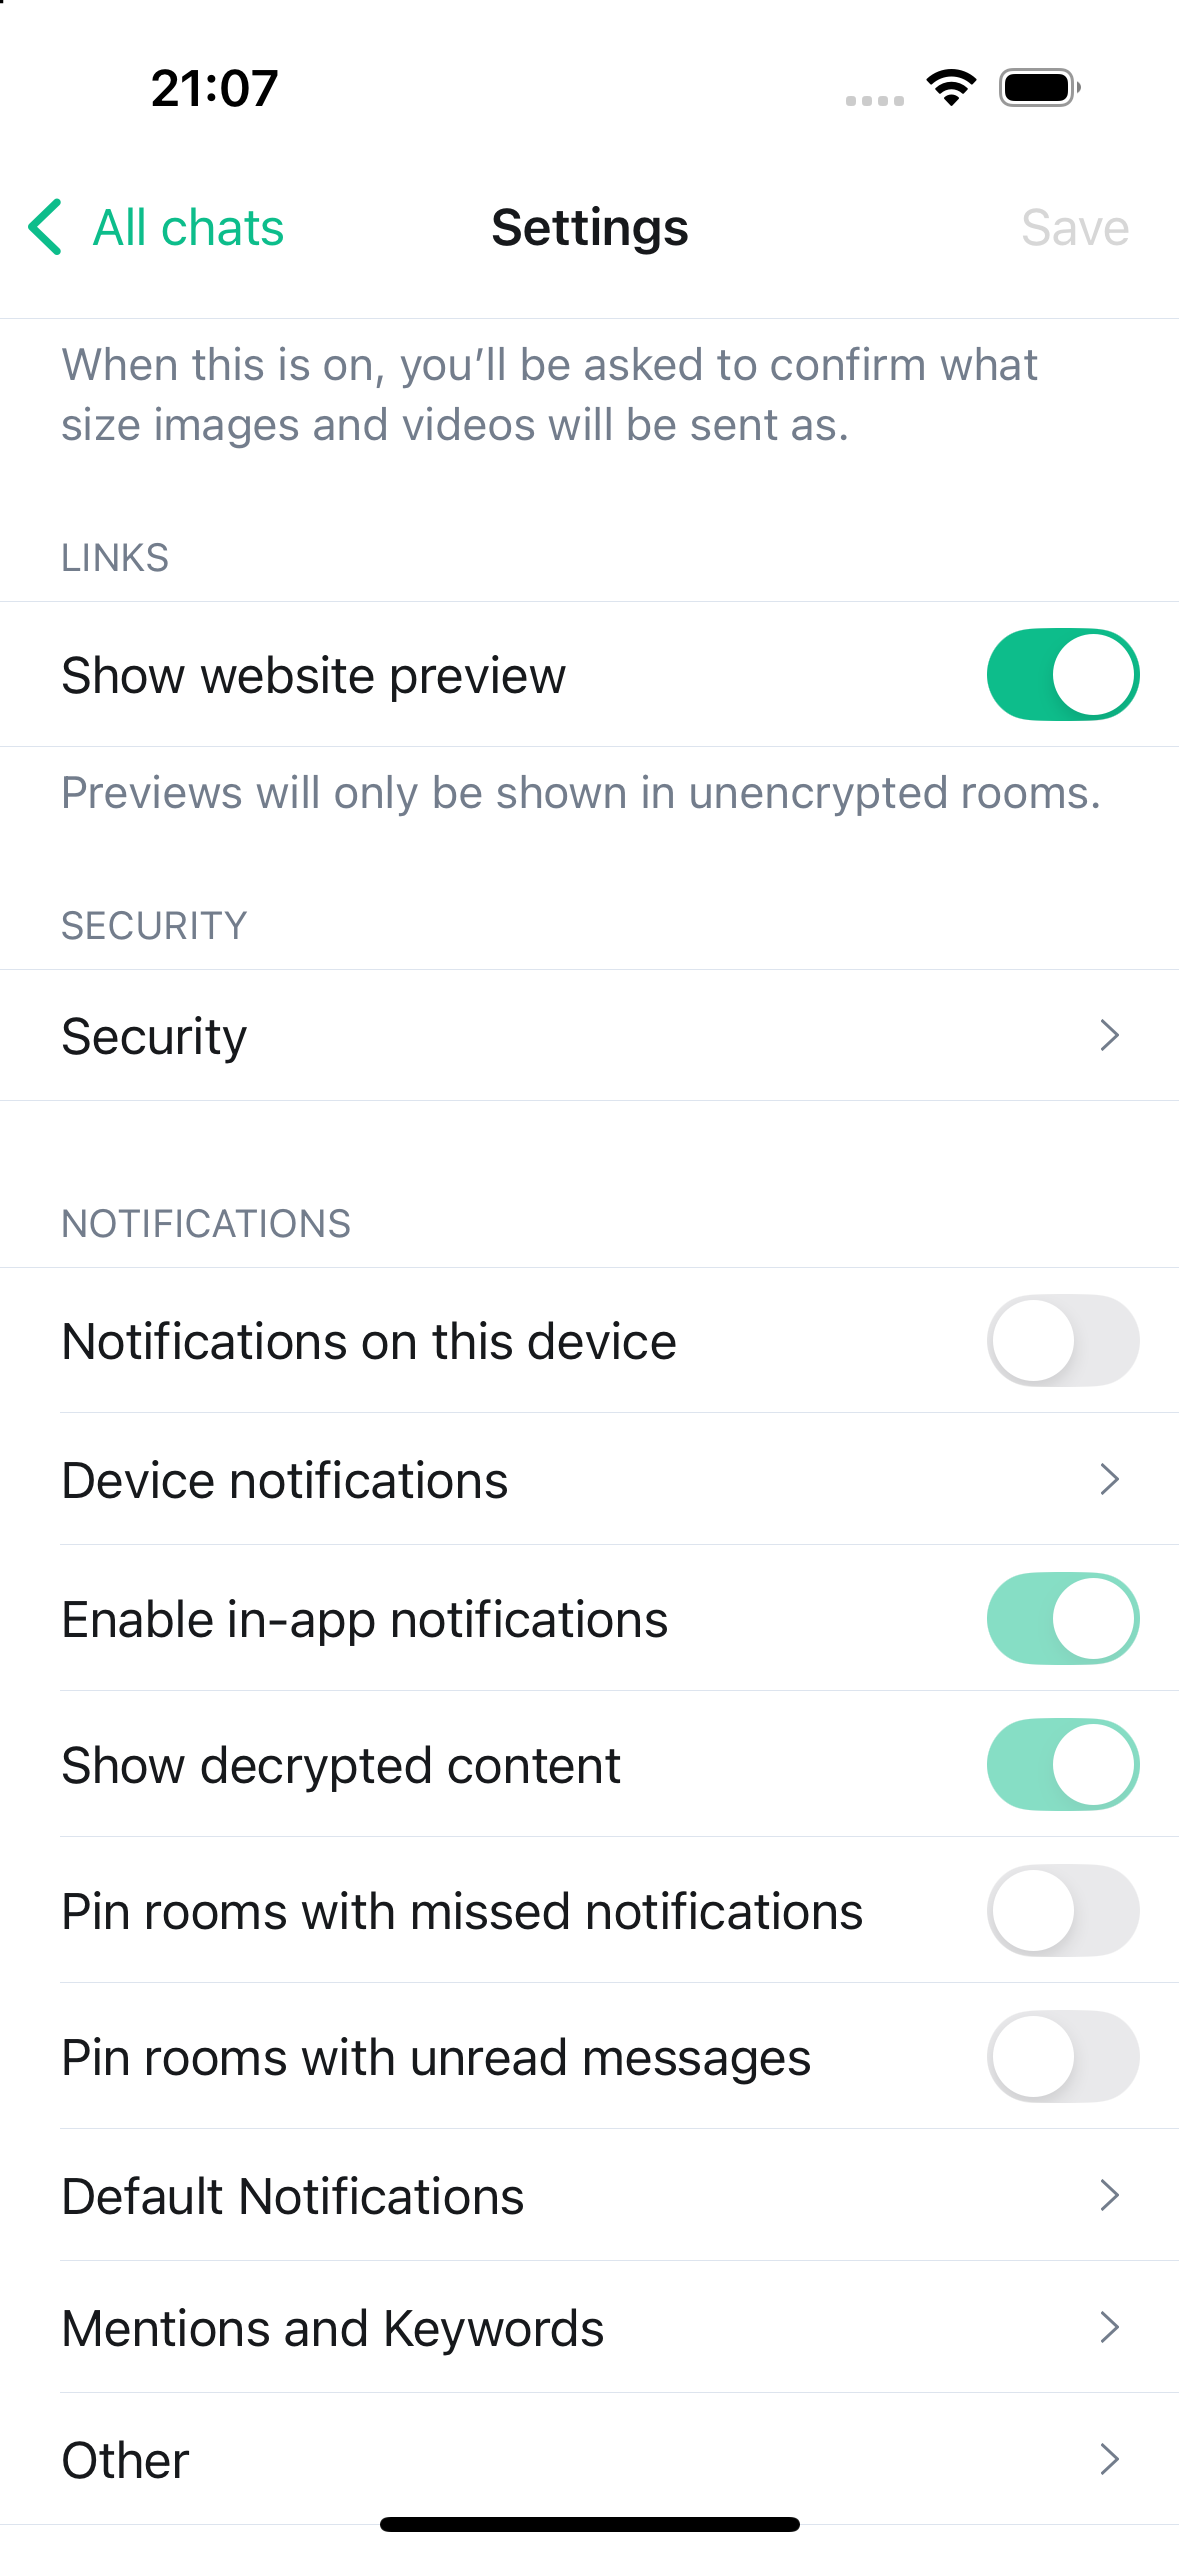 21:07
All chats
Settings
Save
When this is on, you’ll be asked to confirm what
size images and videos will be sent as.
LINKS
Show website preview
Previews will only be shown in unencrypted rooms.
SECURITY
Security
NOTIFICATIONS
Notifications on this device
Device notifications
Enable in-app notifications
Show decrypted content
Pin rooms with missed notifications
Pin rooms with unread messages
Default Notifications
Mentions and Keywords
Other